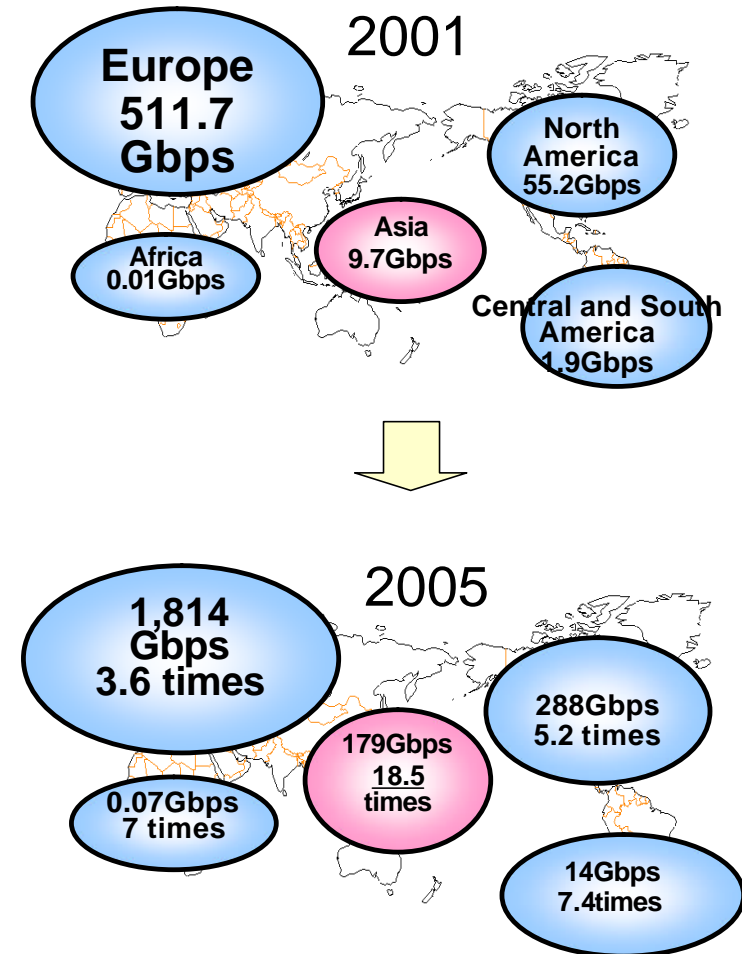 2001
Europe
511.7
Gbps
North
America
55.2Gbps
Asia
9.7Gbps
Africa
0.01Gbps
Central and South
America
1.9Gbps
2005
1,814
Gbps
3.6 times
288Gbps
5.2 times
179Gbps
18.5
times
0.07Gbps
7 times
14Gbps
7.4times